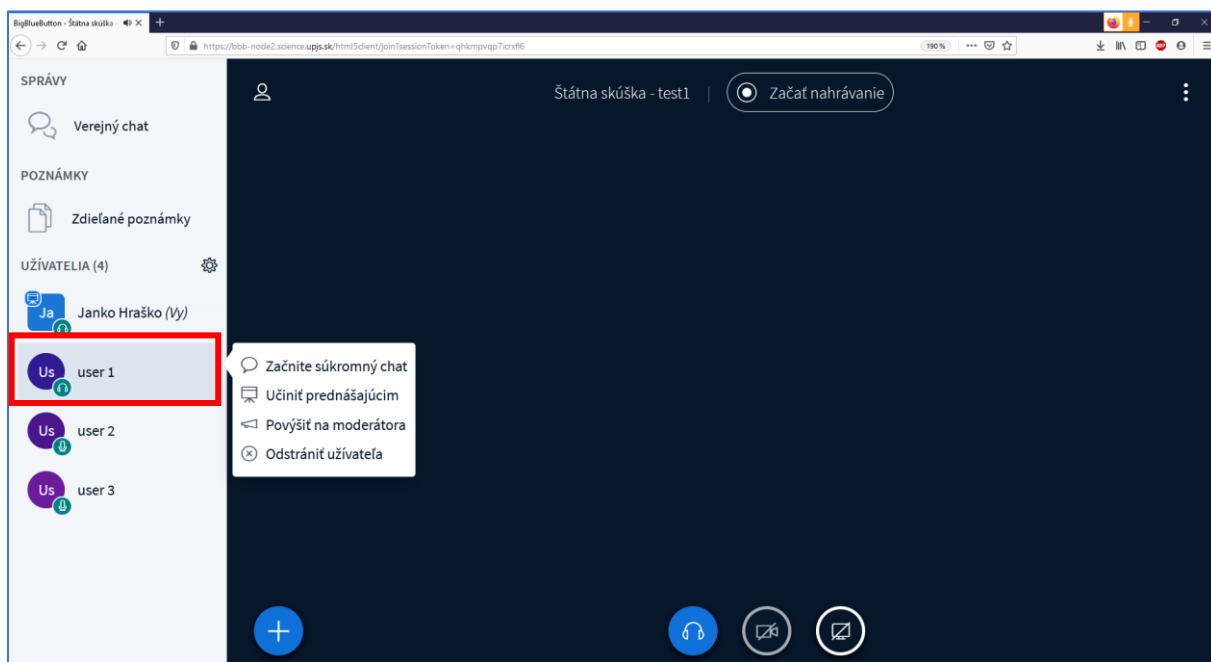 BigBlueButton - Štátna skúška -
https://bbb-node2.science.upjs.sk/html5client/join?sessionToken=qhkmpvqp7icrxfl6
190%
SPRÁVY
Verejný chat
POZNÁMKY
Zdieľané poznámky
UŽÍVATELIA (4)
Ja
Janko Hraško (Vy)
Us
user 1
Us
user 2
Us
user 3
Štátna skúška - test1 | Začať nahrávanie
Začnite súkromný chat
Učiniť prednášajúcim
Povýšiť na moderátora
Odstrániť užívateľa